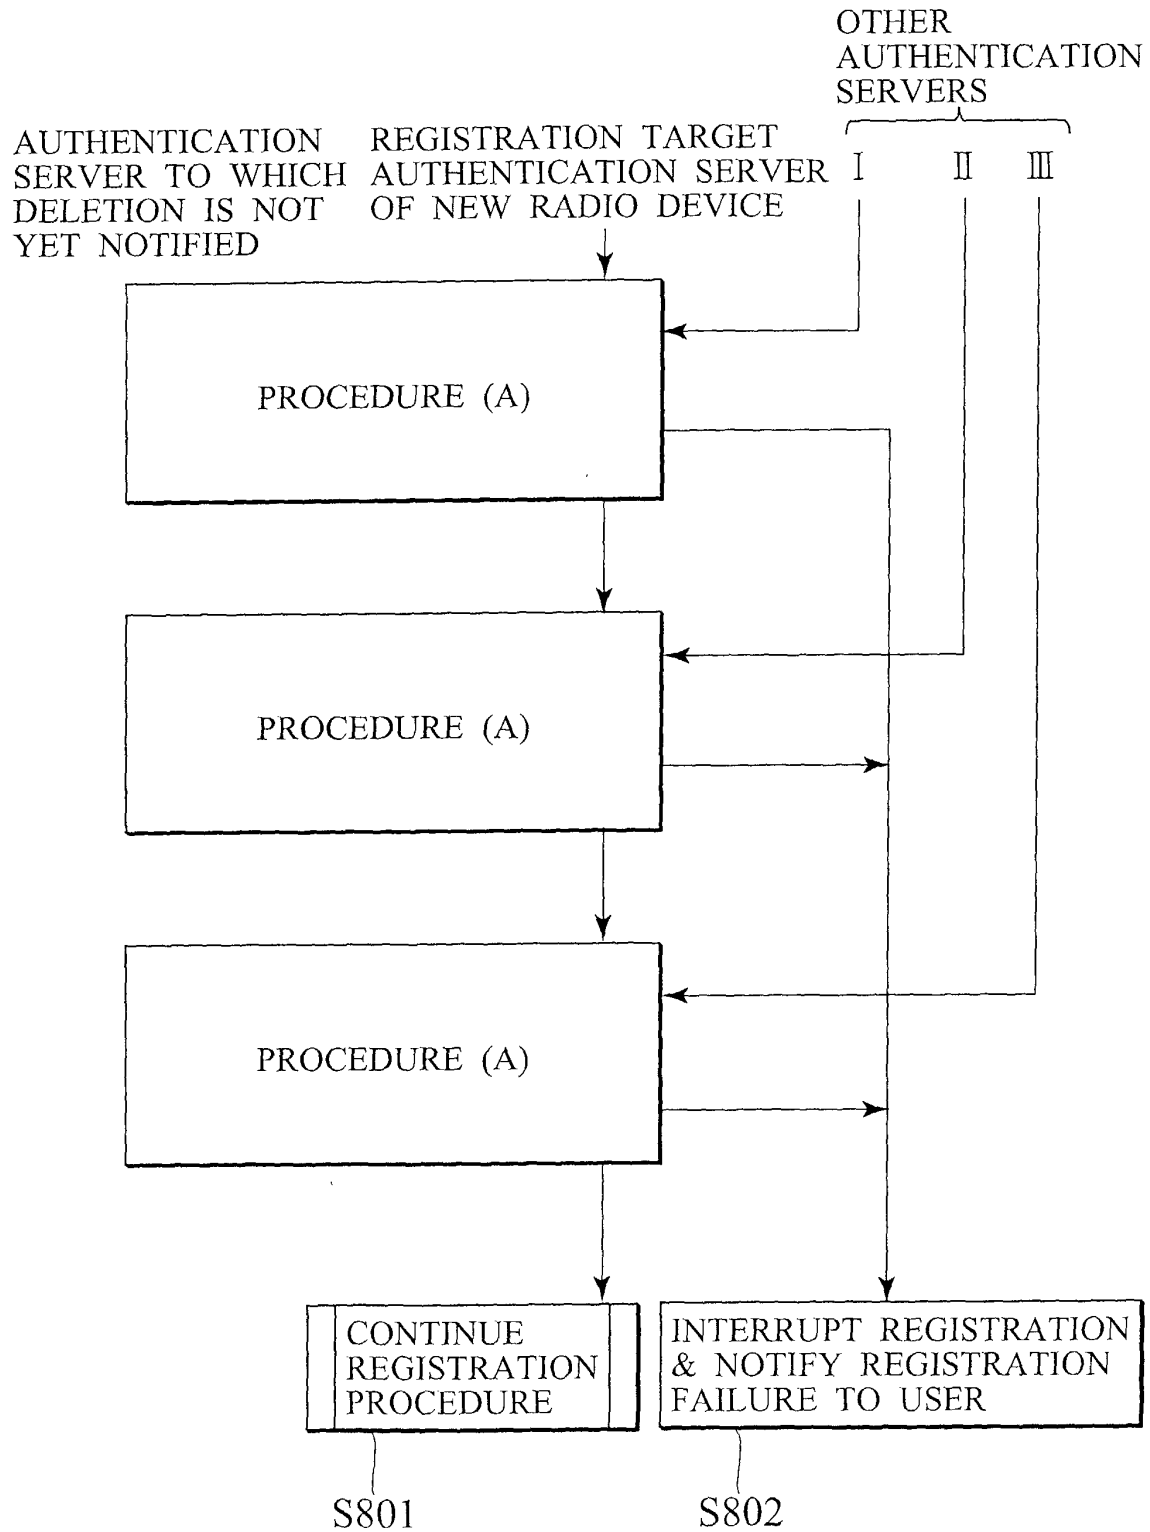 OTHER
AUTHENTICATION
SERVERS
AUTHENTICATION
SERVER TO WHICH
DELETION IS NOT
YET NOTIFIED
REGISTRATION TARGET
AUTHENTICATION SERVER
OF NEW RADIO DEVICE
I
II
III
PROCEDURE (A)
PROCEDURE (A)
PROCEDURE (A)
CONTINUE
REGISTRATION
PROCEDURE
INTERRUPT REGISTRATION
& NOTIFY REGISTRATION
FAILURE TO USER
S801
S802